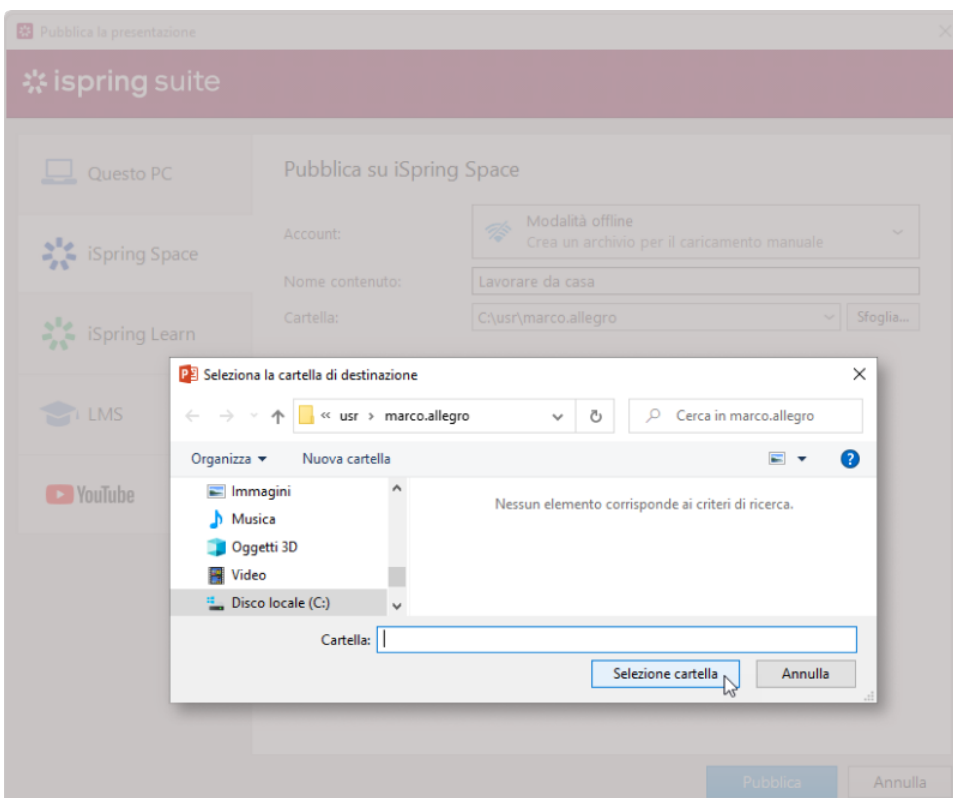 Pubblica la presentazione
ispring suite
Questo PC
iSpring Space
iSpring Learn
LMS
YouTube
Pubblica su iSpring Space
Account:
Modalità offline
Crea un archivio per il caricamento manuale
Nome contenuto:
Lavorare da casa
Cartella:
C:\usr\marco.allegro
Sfoglia...
Seleziona la cartella di destinazione
« usr › marco.allegro
Cerca in marco.allegro
Organizza
Nuova cartella
Immagini
Musica
Oggetti 3D
Video
Disco locale (C:)
Nessun elemento corrisponde ai criteri di ricerca.
Cartella:
Selezione cartella
Annulla
Pubblica
Annulla